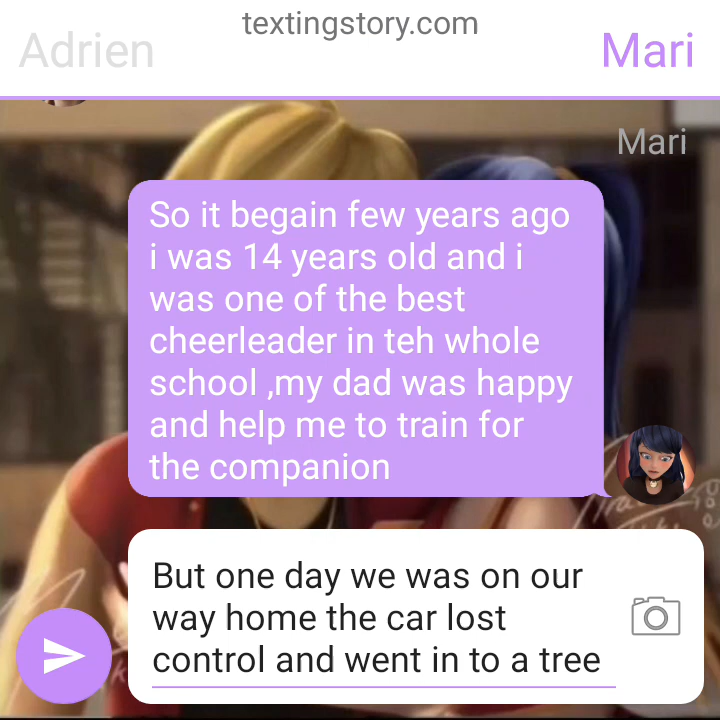 textingstory.com
Adrien
Mari
Mari
So it begain few years ago
i was 14 years old and i
was one of the best
cheerleader in teh whole
school ,my dad was happy
and help me to train for
the companion
But one day we was on our
way home the car lost
control and went in to a tree